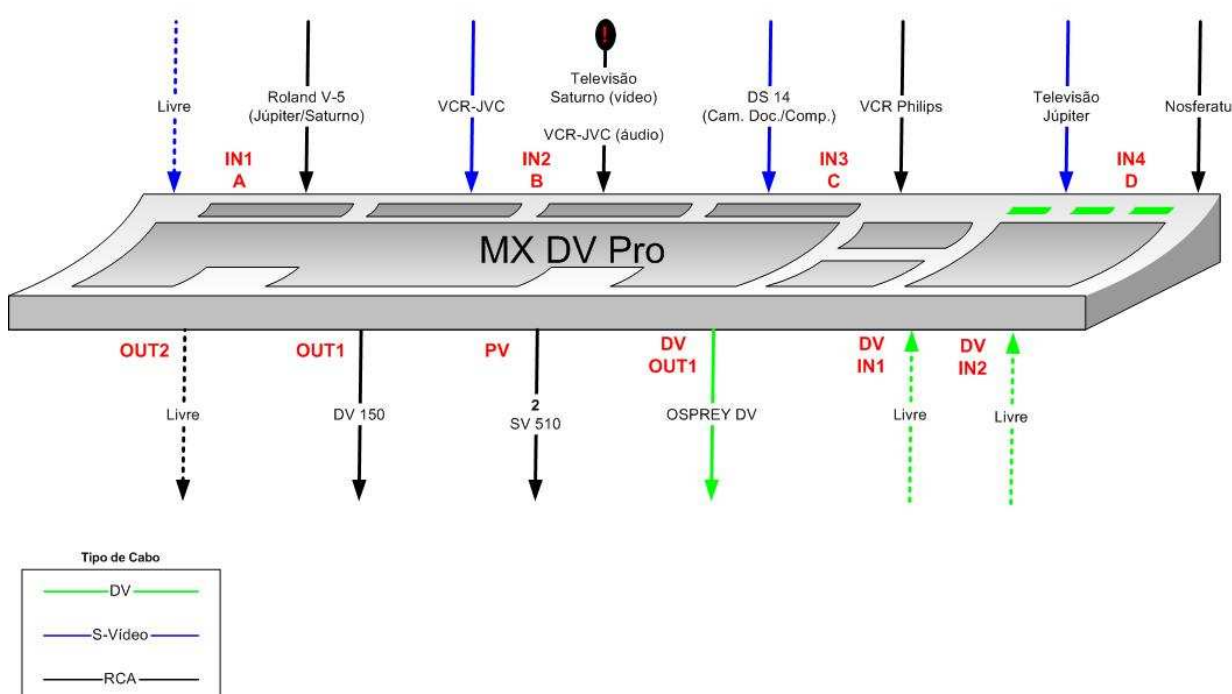 !
Livre
Roland V-5
(Júpiter/Saturno)
VCR-JVC
Televisão
Saturno (vídeo)
VCR-JVC (áudio)
DS 14
(Cam. Doc./Comp.)
VCR Philips
Televisão
Júpiter
Nosferatu
IN1
A
IN2
B
IN3
C
IN4
D
MX DV Pro
OUT2
OUT1
PV
DV
OUT1
DV
IN1
DV
IN2
Livre
DV 150
2
SV 510
OSPREY DV
Livre
Livre
Tipo de Cabo
DV
S-Vídeo
RCA